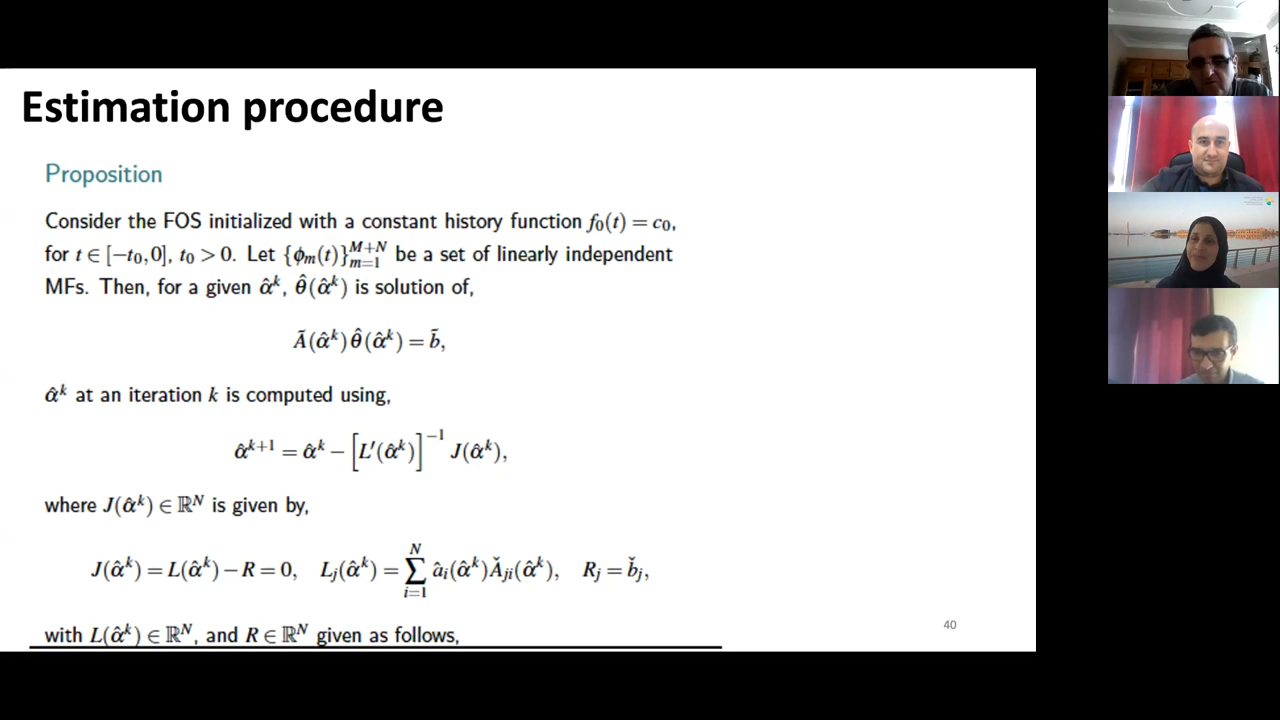 Estimation procedure
Proposition
Consider the FOS initialized with a constant history function f₀(t) = c₀,
for t ∈ [−t₀,0], t₀ > 0. Let {ϕₘ(t)}ₘ₌₁ᴹ⁺ᴺ be a set of linearly independent
MFs. Then, for a given α̂ᵏ, θ̂(α̂ᵏ) is solution of,
Ã(α̂ᵏ)θ̂(α̂ᵏ) = b̃,
α̂ᵏ at an iteration k is computed using,
α̂ᵏ⁺¹ = α̂ᵏ − [L′(α̂ᵏ)]⁻¹ J(α̂ᵏ),
where J(α̂ᵏ) ∈ ℝᴺ is given by,
J(α̂ᵏ) = L(α̂ᵏ) − R = 0, Lⱼ(α̂ᵏ) = ∑ᵢ₌₁ᴺ âᵢ(α̂ᵏ)Ǎⱼᵢ(α̂ᵏ), Rⱼ = b̌ⱼ,
with L(α̂ᵏ) ∈ ℝᴺ, and R ∈ ℝᴺ given as follows,
40